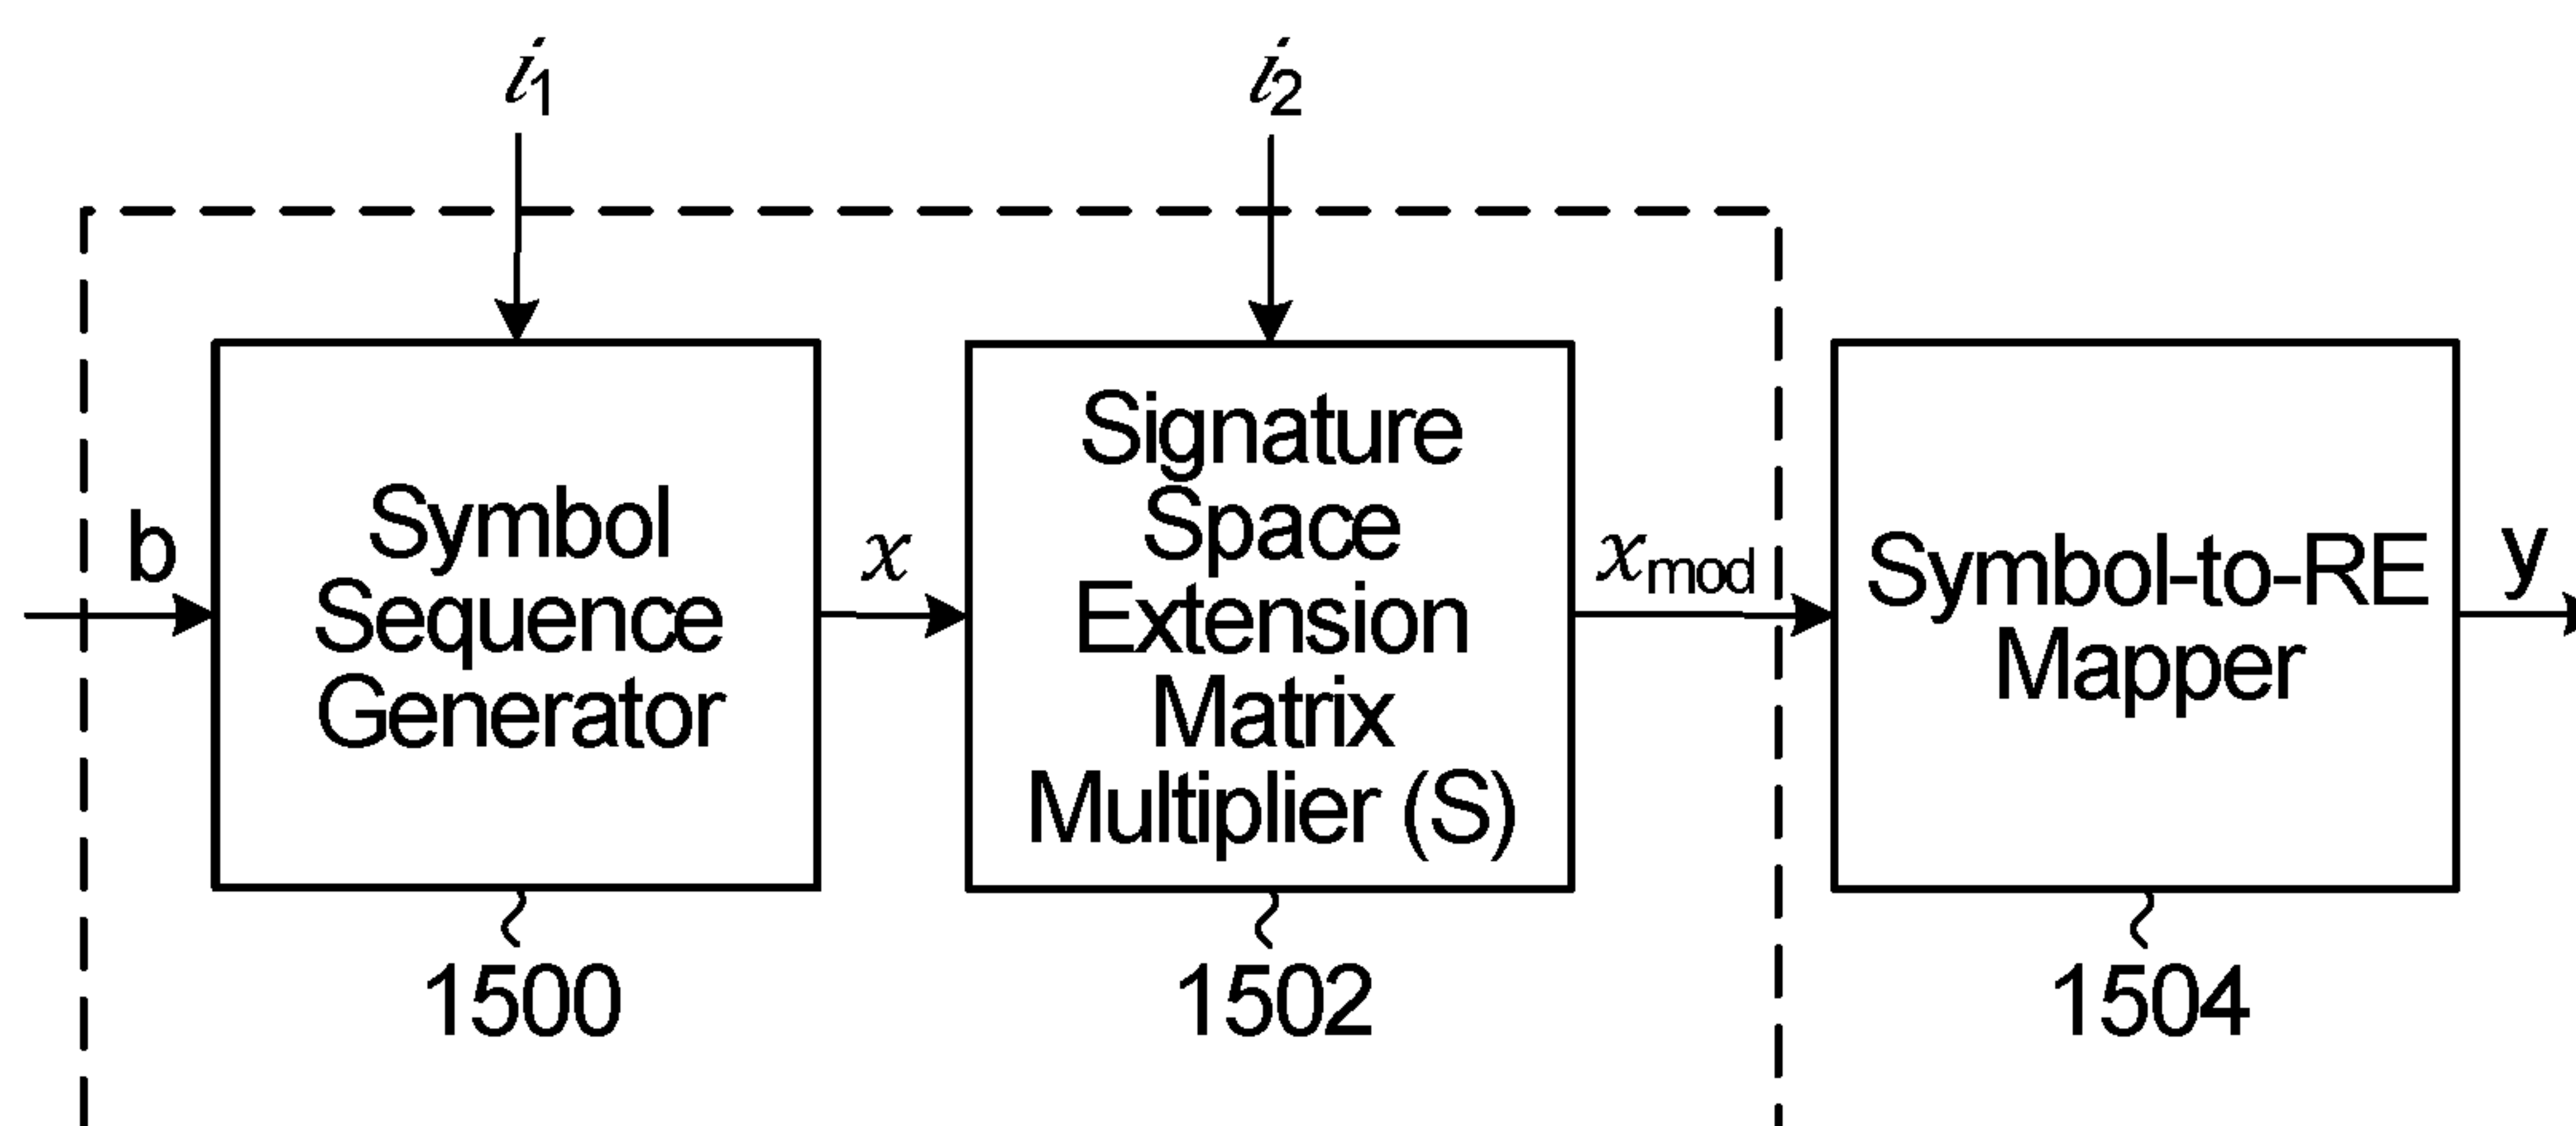 i1
i2
b
Symbol
Sequence
Generator
x
Signature
Space
Extension
Matrix
Multiplier (S)
xmod
Symbol-to-RE
Mapper
y
1500
1502
1504